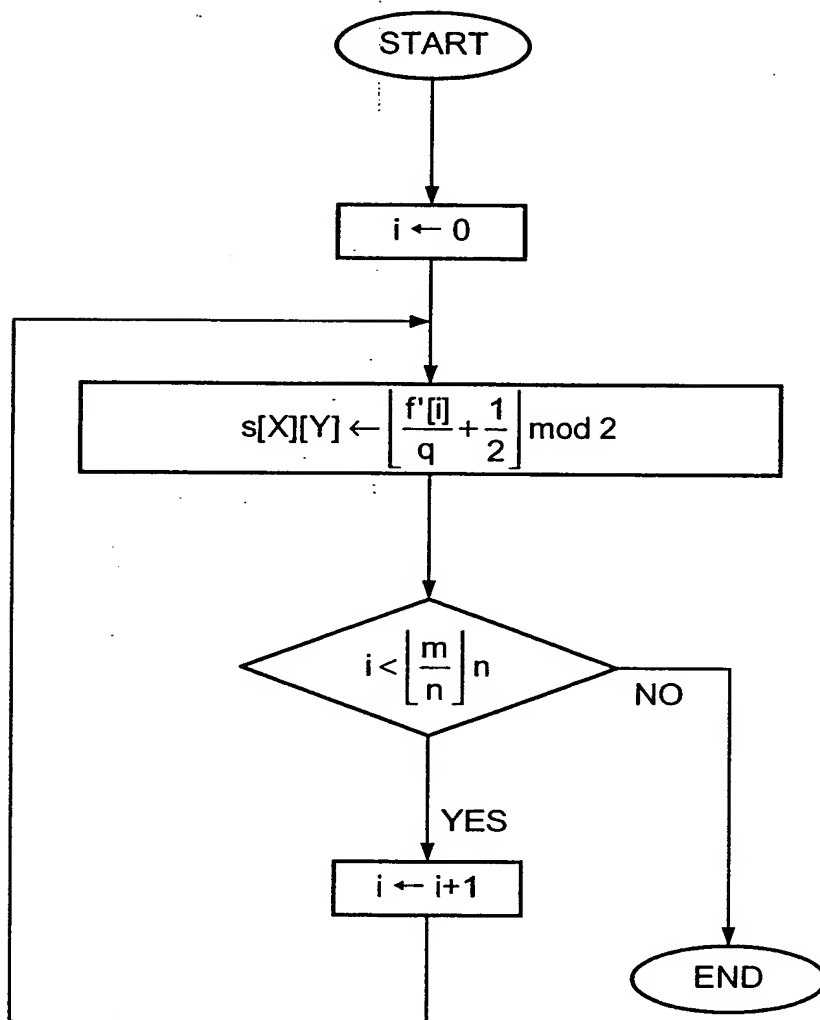 START
i ← 0
s[X][Y] ← ⌊f'[i]/q + 1/2⌋ mod 2
i < ⌊m/n⌋ n
NO
YES
i ← i+1
END